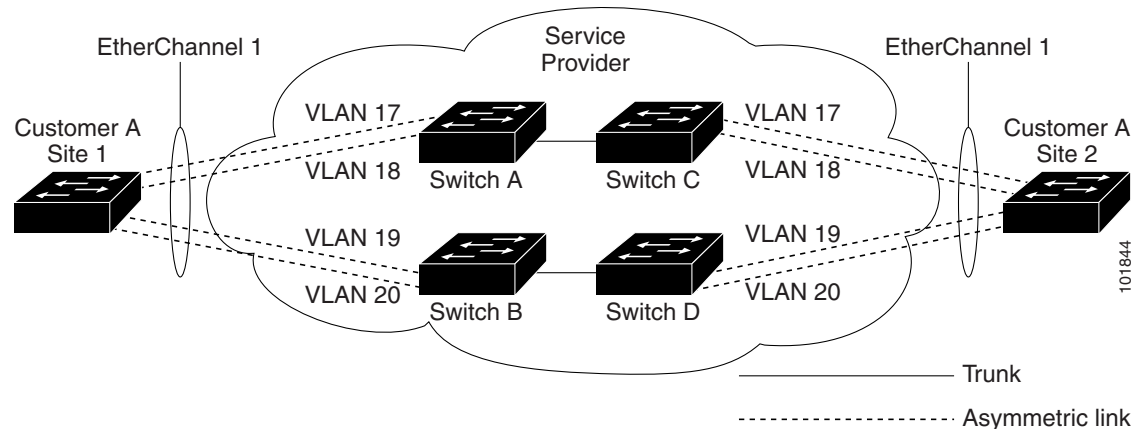 EtherChannel 1
Service
Provider
EtherChannel 1
Customer A
Site 1
VLAN 17
VLAN 18
Switch A
Switch C
VLAN 17
VLAN 18
Customer A
Site 2
VLAN 19
VLAN 20
Switch B
Switch D
VLAN 19
VLAN 20
101844
Trunk
Asymmetric link